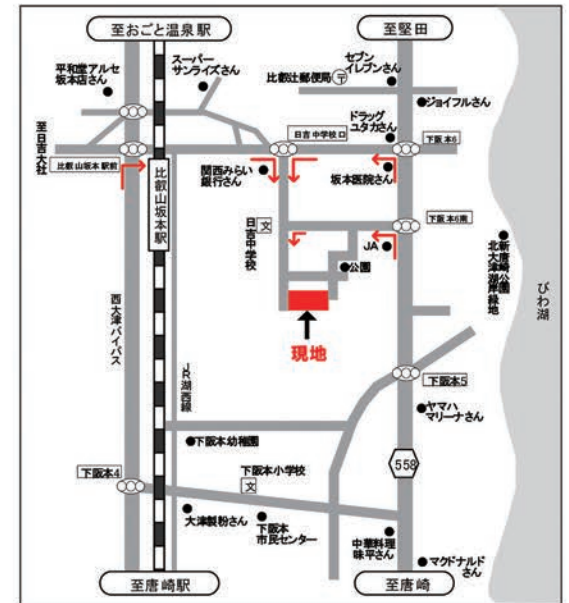 至おごと温泉駅
至堅田
平和堂アルセ
坂本店さん
スーパー
サンライズさん
セブン
イレブンさん
比叡辻郵便局
〒
ジョイフルさん
ドラッグ
ユタカさん
至日吉大社
日吉中学校口
下阪本6
比叡山坂本駅前
比叡山坂本駅
関西みらい
銀行さん
坂本医院さん
文
日吉中学校
下阪本6南
JA
公園
新唐崎公園
北大津湖岸緑地
びわ湖
西大津バイパス
現地
JR湖西線
下阪本5
ヤマハ
マリーナさん
下阪本幼稚園
558
下阪本4
下阪本小学校
文
大津製粉さん
下阪本
市民センター
中華料理
味平さん
マクドナルド
さん
至唐崎駅
至唐崎